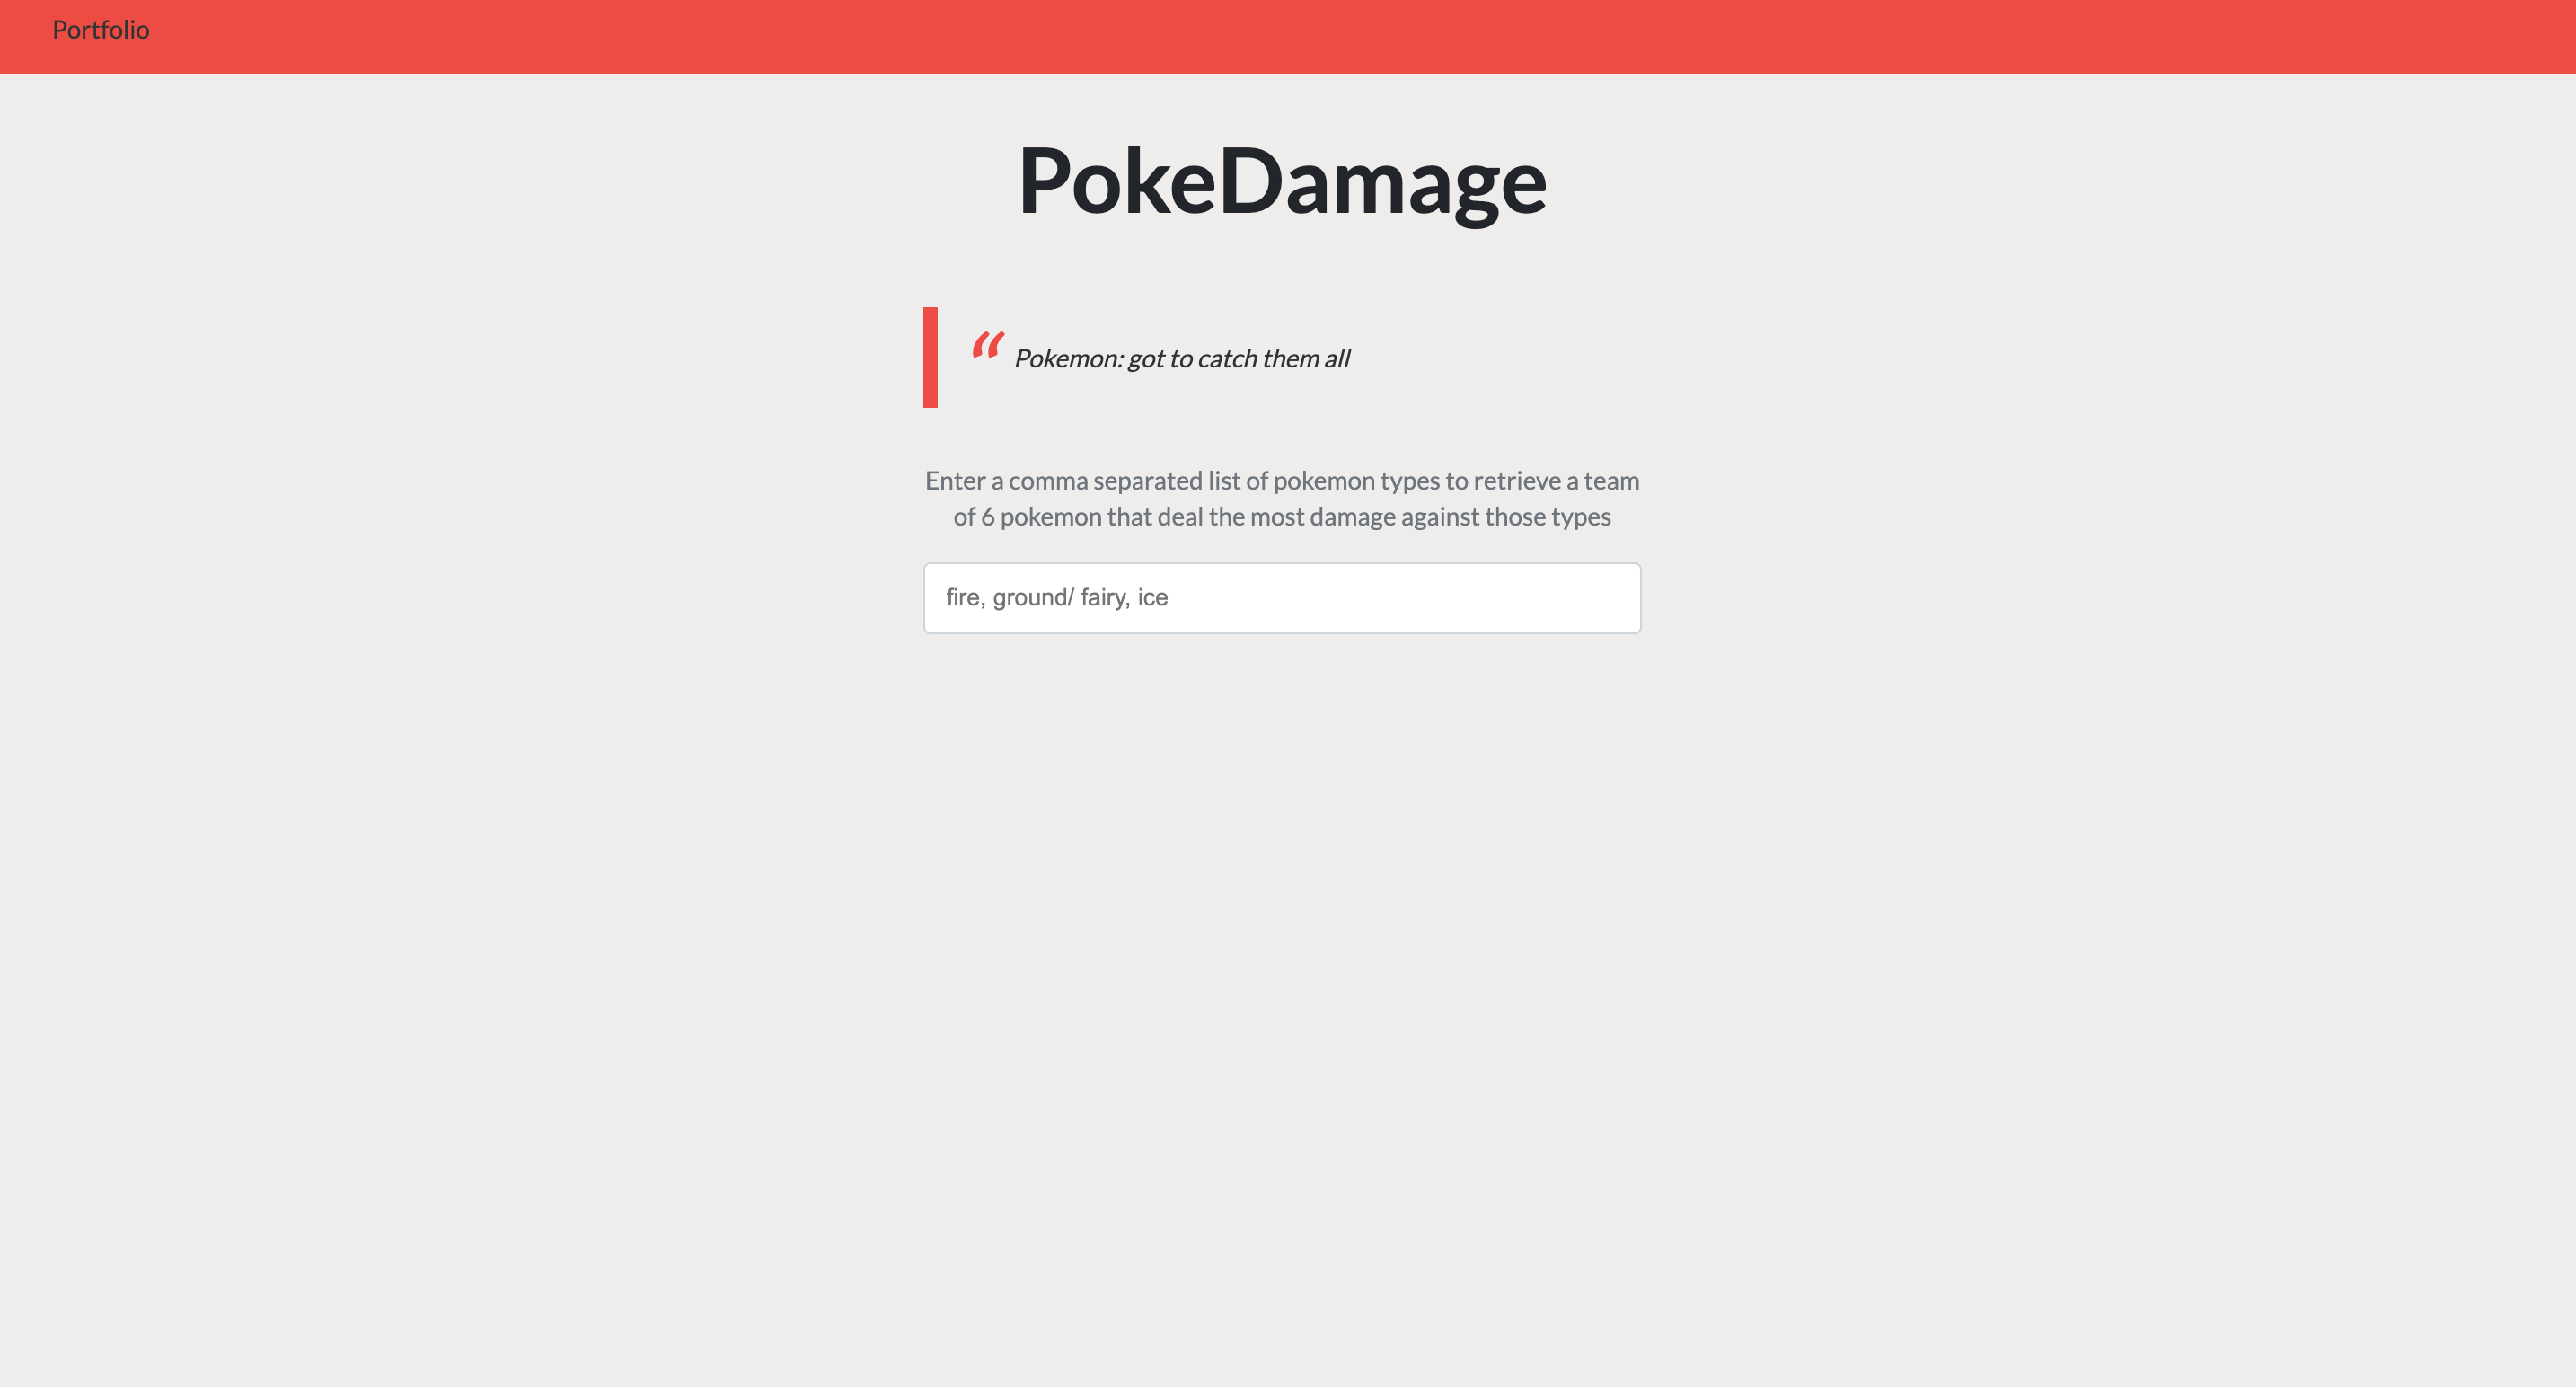 Portfolio
PokeDamage
“ Pokemon: got to catch them all
Enter a comma separated list of pokemon types to retrieve a team
of 6 pokemon that deal the most damage against those types
fire, ground/ fairy, ice